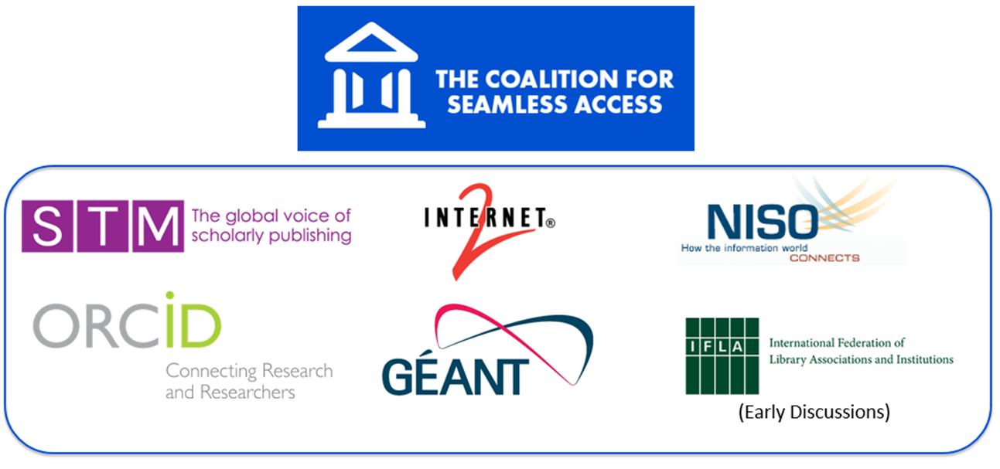 THE COALITION FOR
SEAMLESS ACCESS
STM
The global voice of
scholarly publishing
INTERNET®
2
NISO
How the information world
CONNECTS
ORCiD
Connecting Research
and Researchers
GÉANT
IFLA
International Federation of
Library Associations and Institutions
(Early Discussions)